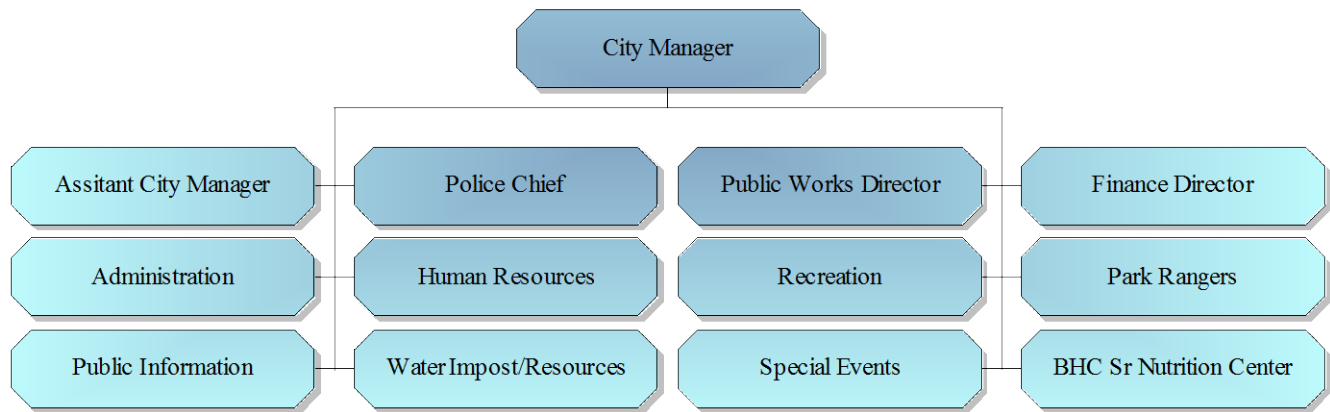 City Manager
Assitant City Manager
Police Chief
Public Works Director
Finance Director
Administration
Human Resources
Recreation
Park Rangers
Public Information
Water Impost/Resources
Special Events
BHC Sr Nutrition Center